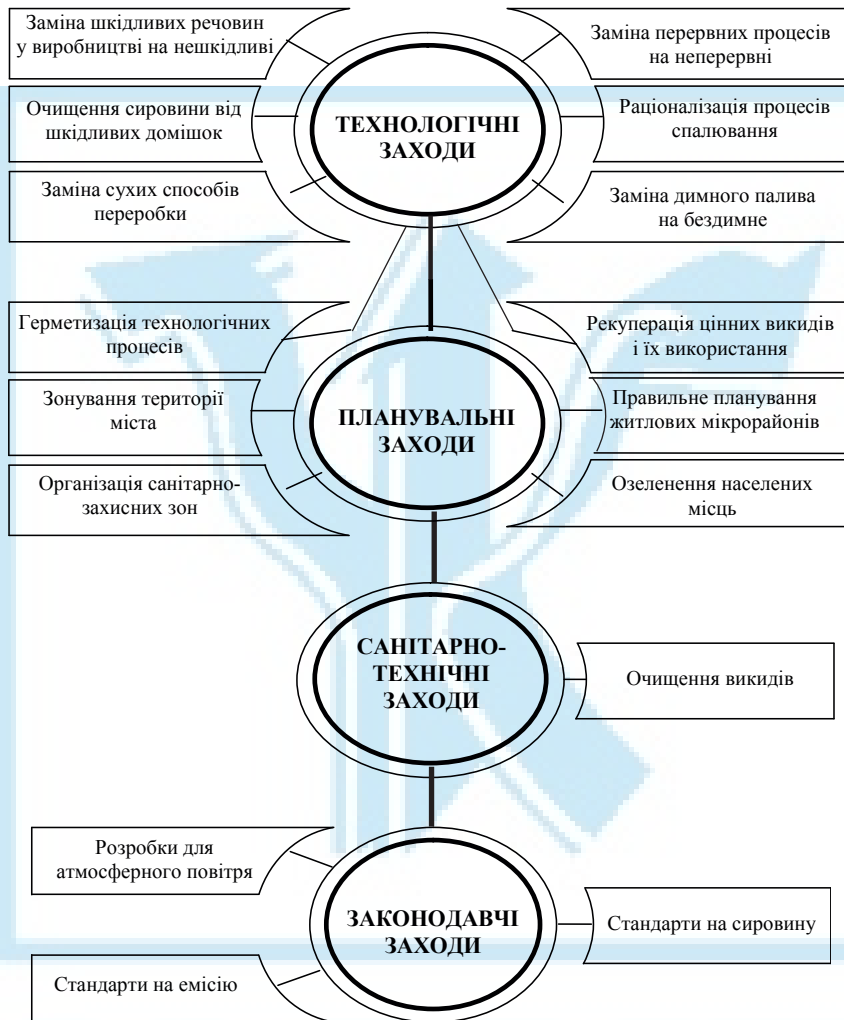 Заміна шкідливих речовин
у виробництві на нешкідливі
Заміна перервних процесів
на неперервні
Очищення сировини від
шкідливих домішок
ТЕХНОЛОГІЧНІ
ЗАХОДИ
Раціоналізація процесів
спалювання
Заміна сухих способів
переробки
Заміна димного палива
на бездимне
Герметизація технологічних
процесів
Рекуперація цінних викидів
і їх використання
Зонування території
міста
ПЛАНУВАЛЬНІ
ЗАХОДИ
Правильне планування
житлових мікрорайонів
Організація санітарно-
захисних зон
Озеленення населених
місць
САНІТАРНО-
ТЕХНІЧНІ
ЗАХОДИ
Очищення викидів
Розробки для
атмосферного повітря
ЗАКОНОДАВЧІ
ЗАХОДИ
Стандарти на сировину
Стандарти на емісію